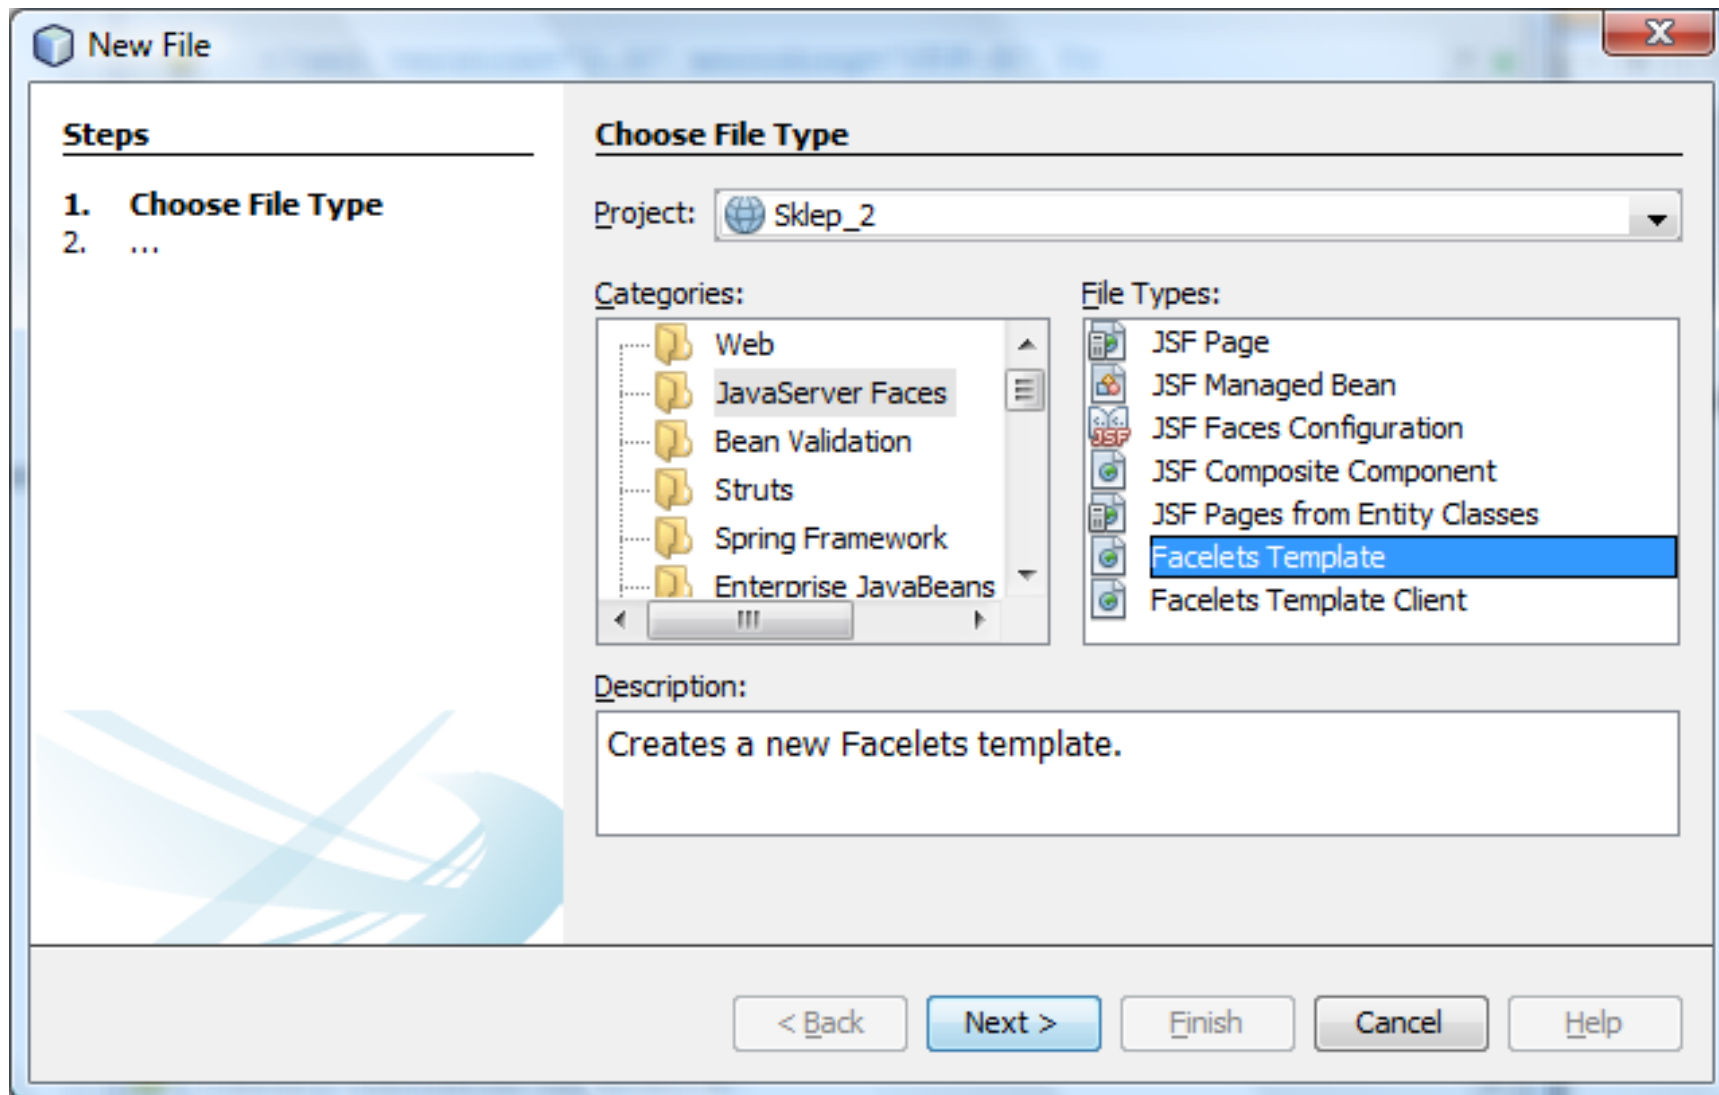 New File
Steps
1. Choose File Type
2. ...
Choose File Type
Project: Sklep_2
Categories:
Web
JavaServer Faces
Bean Validation
Struts
Spring Framework
Enterprise JavaBeans
File Types:
JSF Page
JSF Managed Bean
JSF Faces Configuration
JSF Composite Component
JSF Pages from Entity Classes
Facelets Template
Facelets Template Client
Description:
Creates a new Facelets template.
< Back Next > Finish Cancel Help